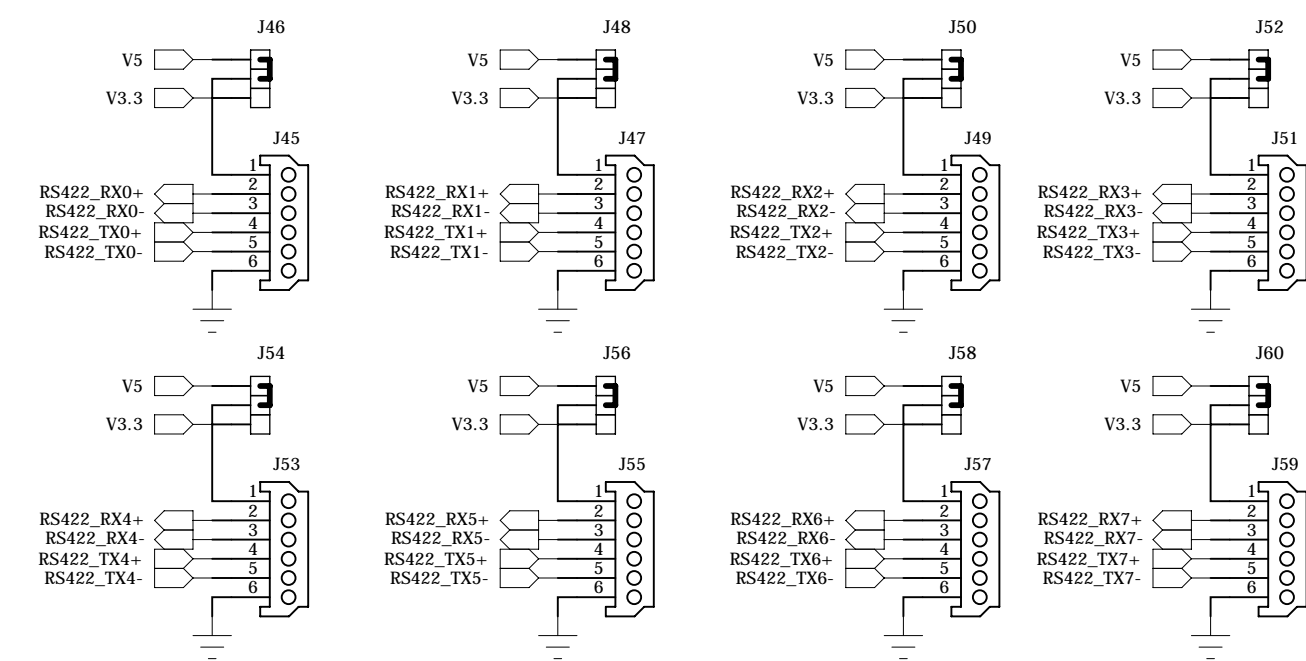 J46
V5
V3.3
J45
1
RS422_RX0+ 2
RS422_RX0- 3
RS422_TX0+ 4
RS422_TX0- 5
6
J48
V5
V3.3
J47
1
RS422_RX1+ 2
RS422_RX1- 3
RS422_TX1+ 4
RS422_TX1- 5
6
J50
V5
V3.3
J49
1
RS422_RX2+ 2
RS422_RX2- 3
RS422_TX2+ 4
RS422_TX2- 5
6
J52
V5
V3.3
J51
1
RS422_RX3+ 2
RS422_RX3- 3
RS422_TX3+ 4
RS422_TX3- 5
6
J54
V5
V3.3
J53
1
RS422_RX4+ 2
RS422_RX4- 3
RS422_TX4+ 4
RS422_TX4- 5
6
J56
V5
V3.3
J55
1
RS422_RX5+ 2
RS422_RX5- 3
RS422_TX5+ 4
RS422_TX5- 5
6
J58
V5
V3.3
J57
1
RS422_RX6+ 2
RS422_RX6- 3
RS422_TX6+ 4
RS422_TX6- 5
6
J60
V5
V3.3
J59
1
RS422_RX7+ 2
RS422_RX7- 3
RS422_TX7+ 4
RS422_TX7- 5
6